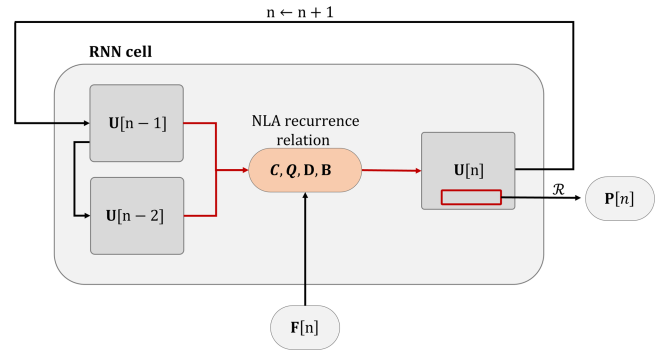 n ← n + 1
RNN cell
U[n − 1]
NLA recurrence
relation
C, Q, D, B
U[n]
U[n − 2]
ℛ
P[n]
F[n]